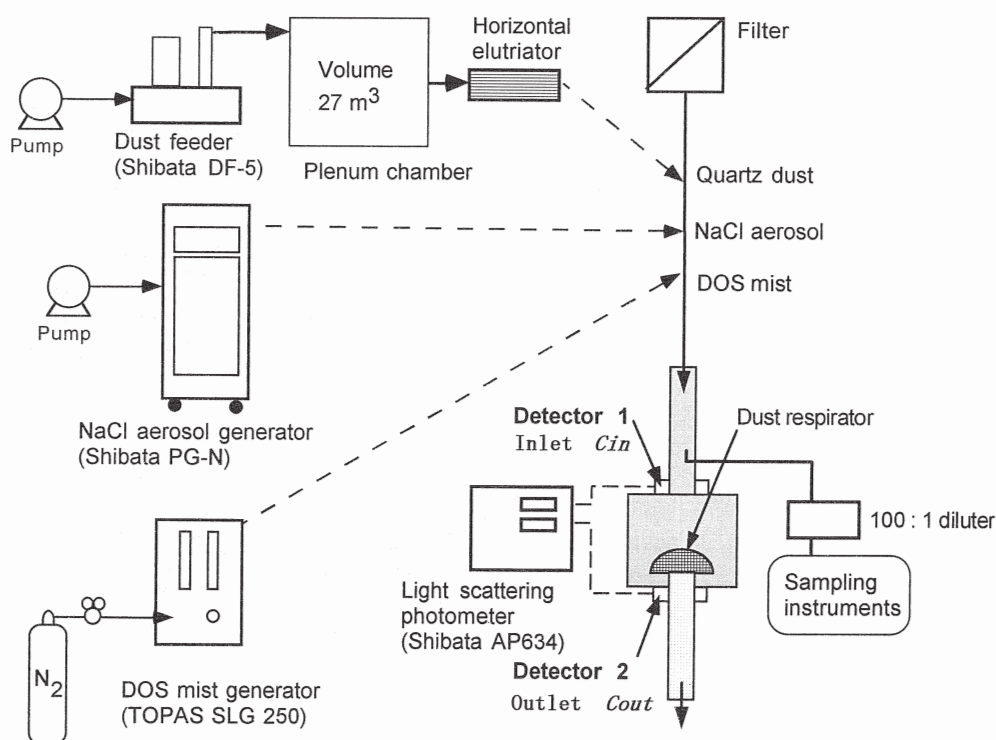 Horizontal
elutriator
Filter
Volume
27 m³
Pump
Dust feeder
(Shibata DF-5)
Plenum chamber
Quartz dust
NaCl aerosol
DOS mist
Pump
NaCl aerosol generator
(Shibata PG-N)
Detector 1
Inlet Cin
Dust respirator
100 : 1 diluter
Sampling
instruments
Light scattering
photometer
(Shibata AP634)
Detector 2
Outlet Cout
N₂
DOS mist generator
(TOPAS SLG 250)